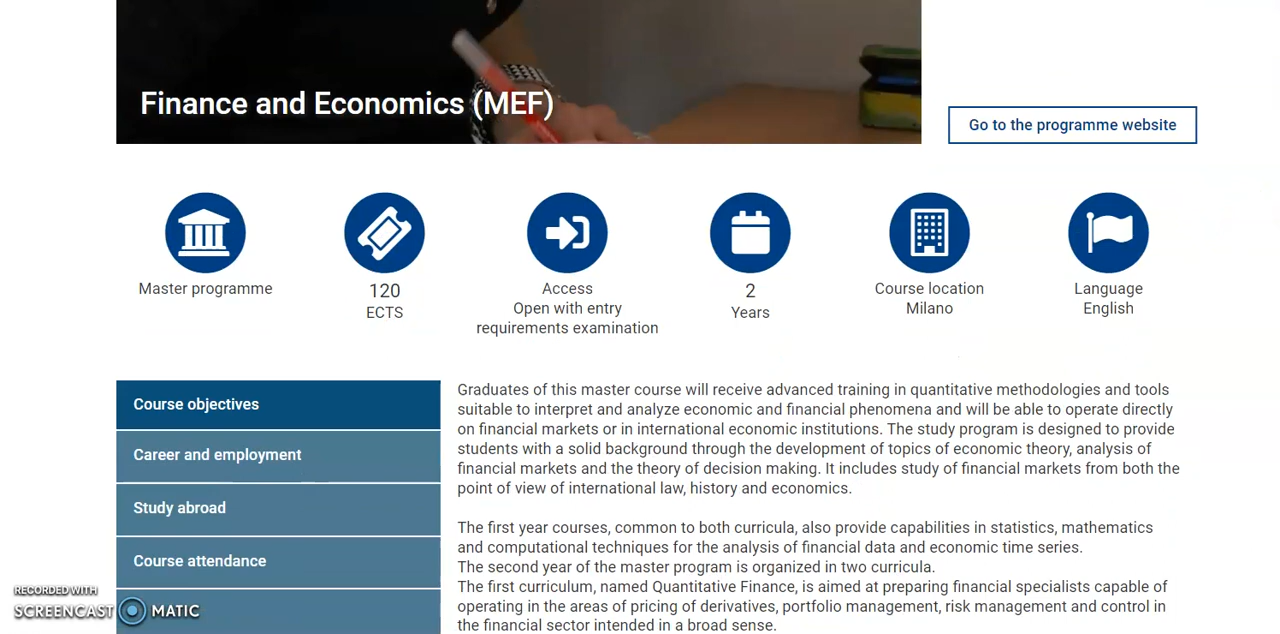 Finance and Economics (MEF)
Go to the programme website
Master programme
120
ECTS
Access
Open with entry
requirements examination
2
Years
Course location
Milano
Language
English
Course objectives
Career and employment
Study abroad
Course attendance
Graduates of this master course will receive advanced training in quantitative methodologies and tools
suitable to interpret and analyze economic and financial phenomena and will be able to operate directly
on financial markets or in international economic institutions. The study program is designed to provide
students with a solid background through the development of topics of economic theory, analysis of
financial markets and the theory of decision making. It includes study of financial markets from both the
point of view of international law, history and economics.
The first year courses, common to both curricula, also provide capabilities in statistics, mathematics
and computational techniques for the analysis of financial data and economic time series.
The second year of the master program is organized in two curricula.
The first curriculum, named Quantitative Finance, is aimed at preparing financial specialists capable of
operating in the areas of pricing of derivatives, portfolio management, risk management and control in
the financial sector intended in a broad sense.
RECORDED WITH
SCREENCAST MATIC